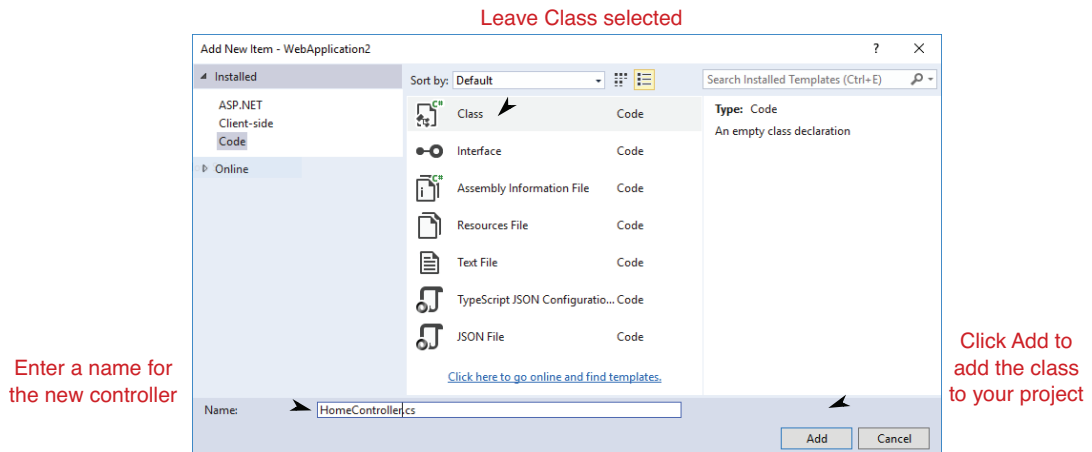 Leave Class selected
Add New Item - WebApplication2
?
Installed
Sort by: Default
Search Installed Templates (Ctrl+E)
ASP.NET
Client-side
Code
Online
C#
Class Code
Interface Code
C#
Assembly Information File Code
Resources File Code
Text File Code
TypeScript JSON Configuratio... Code
JSON File Code
Click here to go online and find templates.
Type: Code
An empty class declaration
Enter a name for
the new controller
Name: HomeController.cs
Click Add to
add the class
to your project
Add Cancel